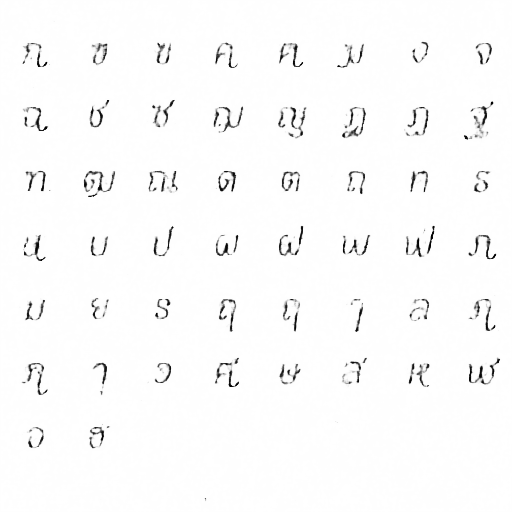 ก ข ฃ ค ฅ ฆ ง จ
ฉ ช ซ ฌ ญ ฎ ฏ ฐ
ฑ ฒ ณ ด ต ถ ท ธ
น บ ป ผ ฝ พ ฟ ภ
ม ย ร ฤ ฤ ๅ ล ฦ
ฦ ๅ ว ศ ษ ส ห ฬ
อ ฮ